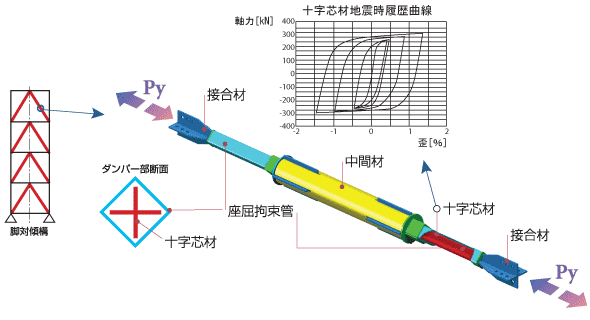 十字芯材地震時履歴曲線
軸力[kN]
400
300
200
100
0
-100
-200
-300
-400
-2
-1
0
1
2
歪[%]
Py
接合材
ダンパー部断面
中間材
座屈拘束管
十字芯材
十字芯材
接合材
脚対傾構
Py